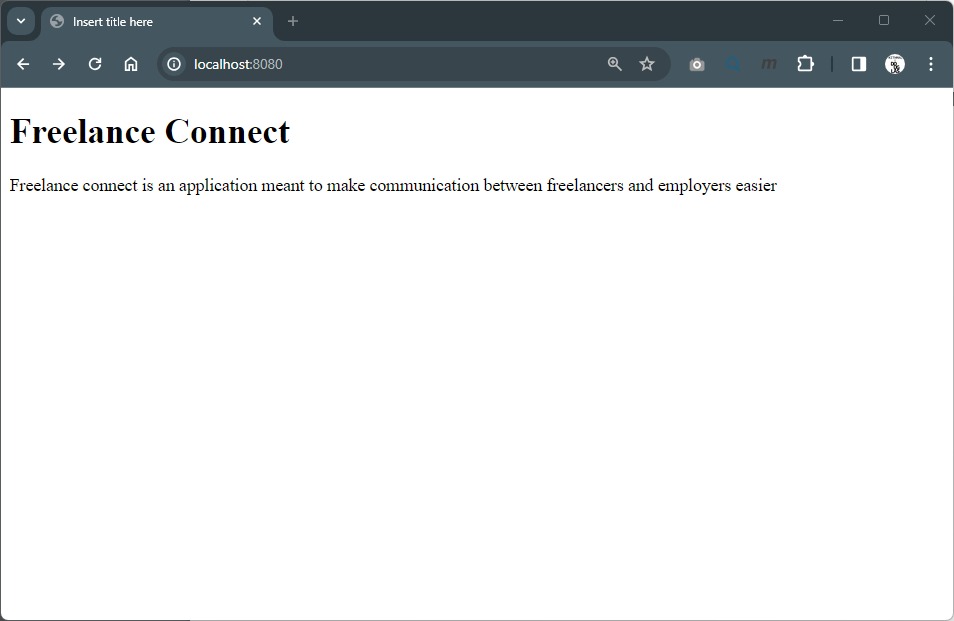 Insert title here
localhost:8080
m
Freelance Connect
Freelance connect is an application meant to make communication between freelancers and employers easier